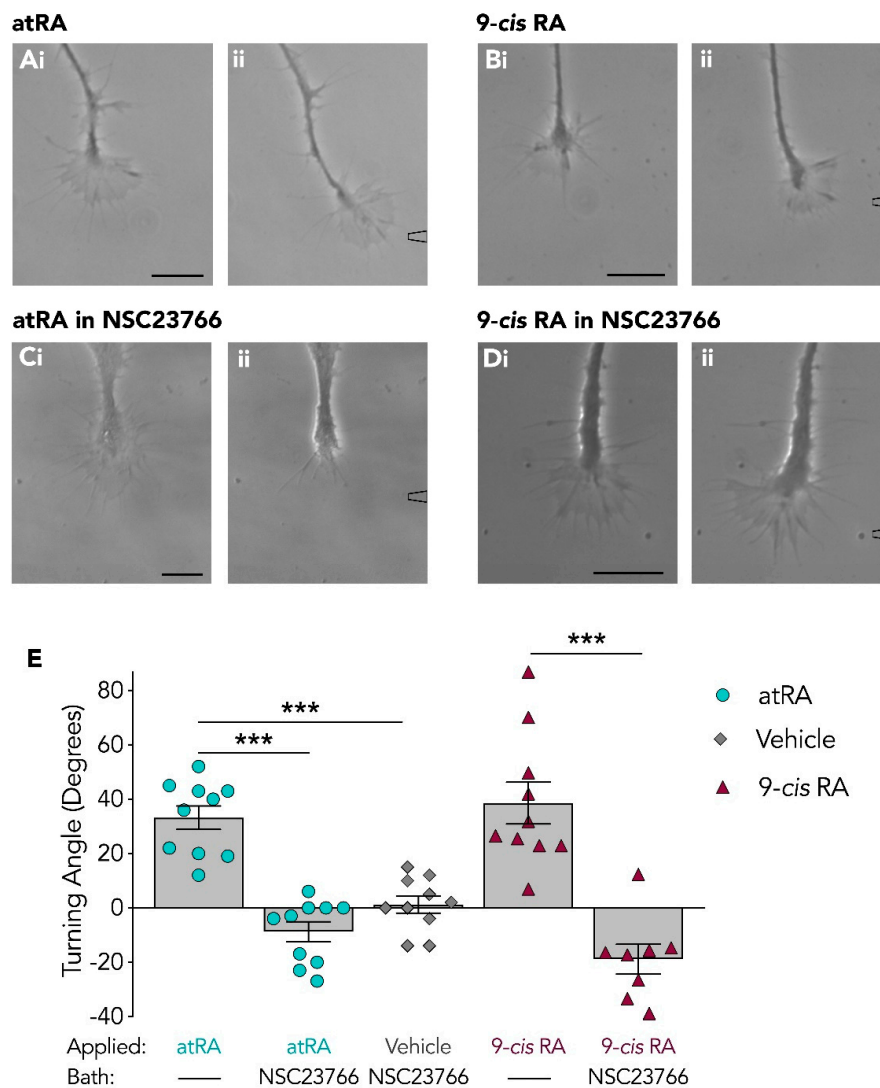 atRA
9-cis RA
Ai
ii
Bi
ii
atRA in NSC23766
9-cis RA in NSC23766
Ci
ii
Di
ii
E
***
***
***
80
60
40
20
0
-20
-40
Turning Angle (Degrees)
atRA
Vehicle
9-cis RA
Applied: atRA atRA Vehicle 9-cis RA 9-cis RA
Bath: — NSC23766 NSC23766 — NSC23766